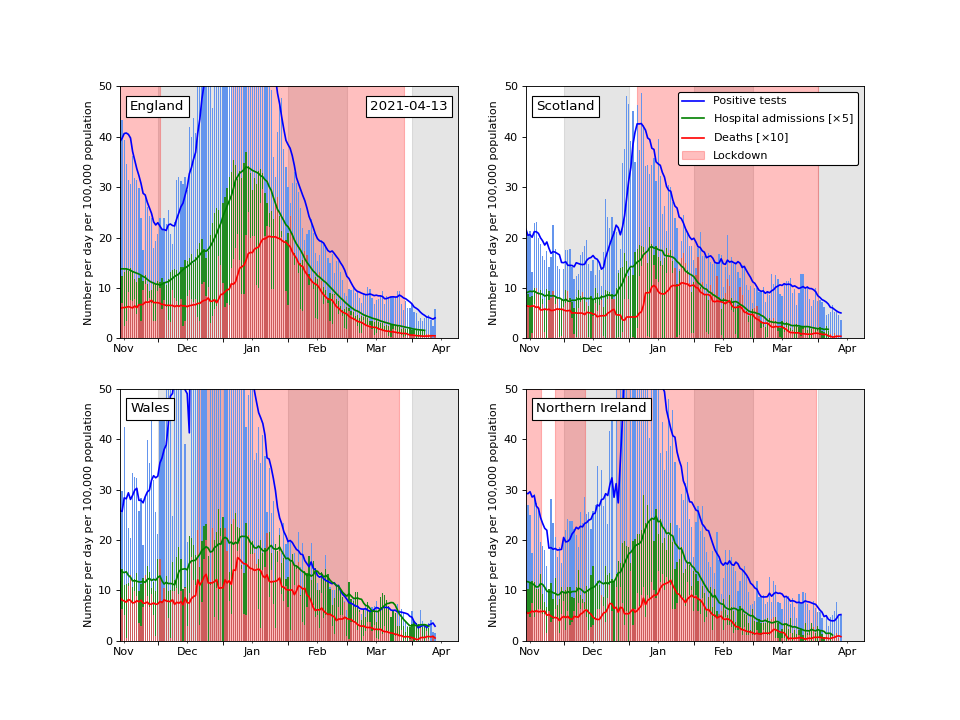 50
40
30
20
10
0
Number per day per 100,000 population
England
2021-04-13
Nov Dec Jan Feb Mar Apr
50
40
30
20
10
0
Number per day per 100,000 population
Scotland
Positive tests
Hospital admissions [×5]
Deaths [×10]
Lockdown
Nov Dec Jan Feb Mar Apr
50
40
30
20
10
0
Number per day per 100,000 population
Wales
Nov Dec Jan Feb Mar Apr
50
40
30
20
10
0
Number per day per 100,000 population
Northern Ireland
Nov Dec Jan Feb Mar Apr